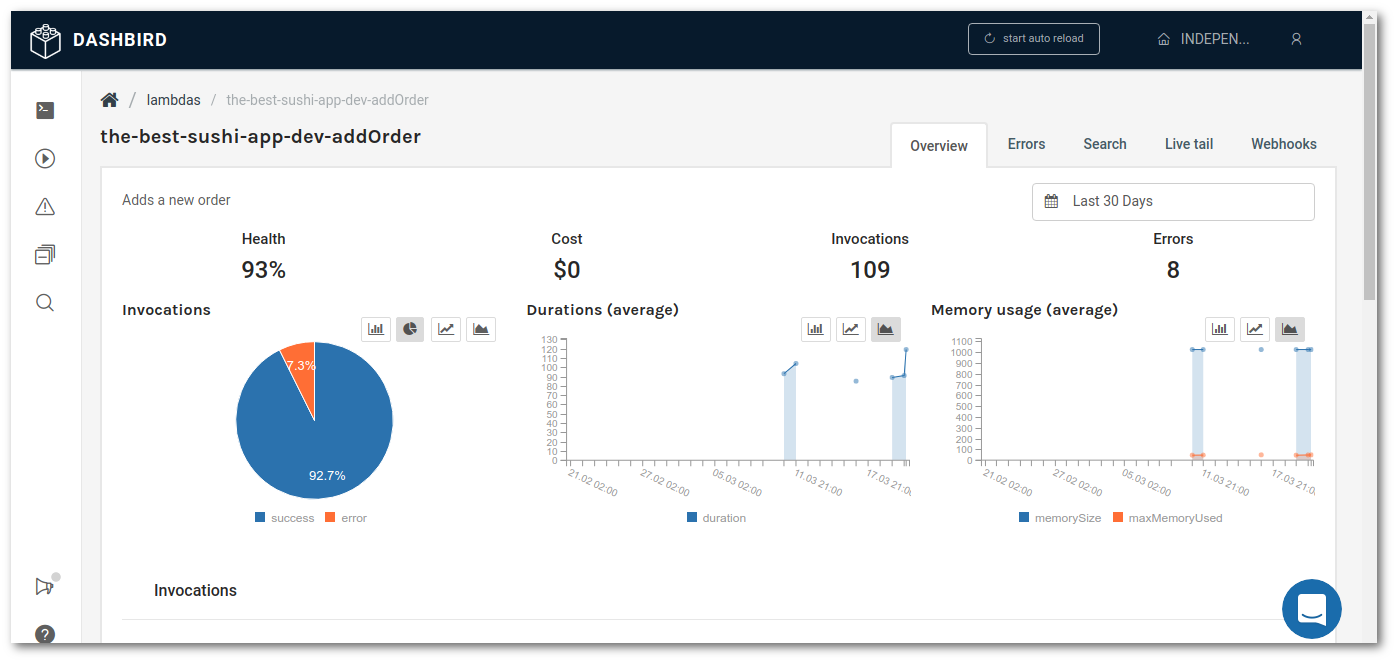 DASHBIRD
start auto reload
INDEPEN...
/ lambdas / the-best-sushi-app-dev-addOrder
the-best-sushi-app-dev-addOrder
Overview Errors Search Live tail Webhooks
Adds a new order
Last 30 Days
Health Cost Invocations Errors
93% $0 109 8
Invocations
7.3%
92.7%
success error
Durations (average)
130
120
110
100
90
80
70
60
50
40
30
20
10
0
21.02 02:00 27.02 02:00 05.03 02:00 11.03 21:00 17.03 21:0
duration
Memory usage (average)
1100
1000
900
800
700
600
500
400
300
200
100
0
21.02 02:00 27.02 02:00 05.03 02:00 11.03 21:00 17.03 21:0
memorySize maxMemoryUsed
Invocations
?